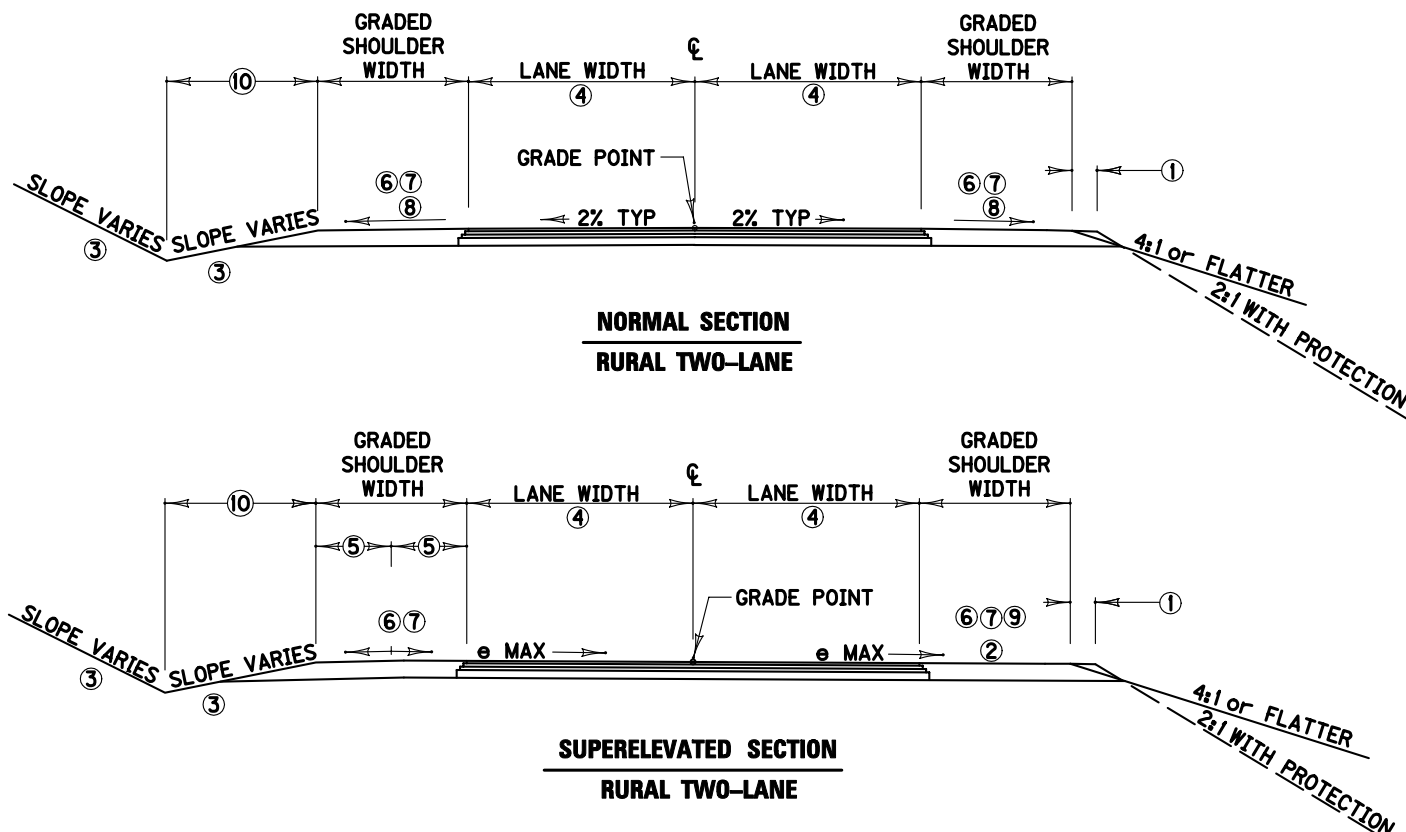 GRADED
SHOULDER
WIDTH
℄
GRADED
SHOULDER
WIDTH
⑩
LANE WIDTH
④
LANE WIDTH
④
GRADE POINT
①
SLOPE VARIES
③
SLOPE VARIES
③
⑥⑦
⑧
2% TYP
2% TYP
⑥⑦
⑧
4:1 or FLATTER
2:1 WITH PROTECTION
NORMAL SECTION
RURAL TWO-LANE
GRADED
SHOULDER
WIDTH
℄
GRADED
SHOULDER
WIDTH
⑩
LANE WIDTH
④
LANE WIDTH
④
⑤
⑤
GRADE POINT
①
SLOPE VARIES
③
SLOPE VARIES
③
⑥⑦
e MAX
e MAX
⑥⑦⑨
②
4:1 or FLATTER
2:1 WITH PROTECTION
SUPERELEVATED SECTION
RURAL TWO-LANE